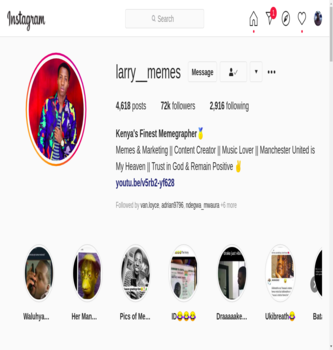 Instagram
Search
1
larry__memes
Message
4,618 posts 72k followers 2,916 following
Kenya's Finest Memegrapher🏅
Memes & Marketing || Content Creator || Music Lover || Manchester United is
My Heaven || Trust in God & Remain Positive ✌
youtu.be/v5rb2-yf628
Followed by van.loyce, adrian9796, ndegwa_mwaura +6 more
Waluhya... Her Man... Pics of Me... ID😂😂😂 Draaaaake... Ukibreath😂 Bata